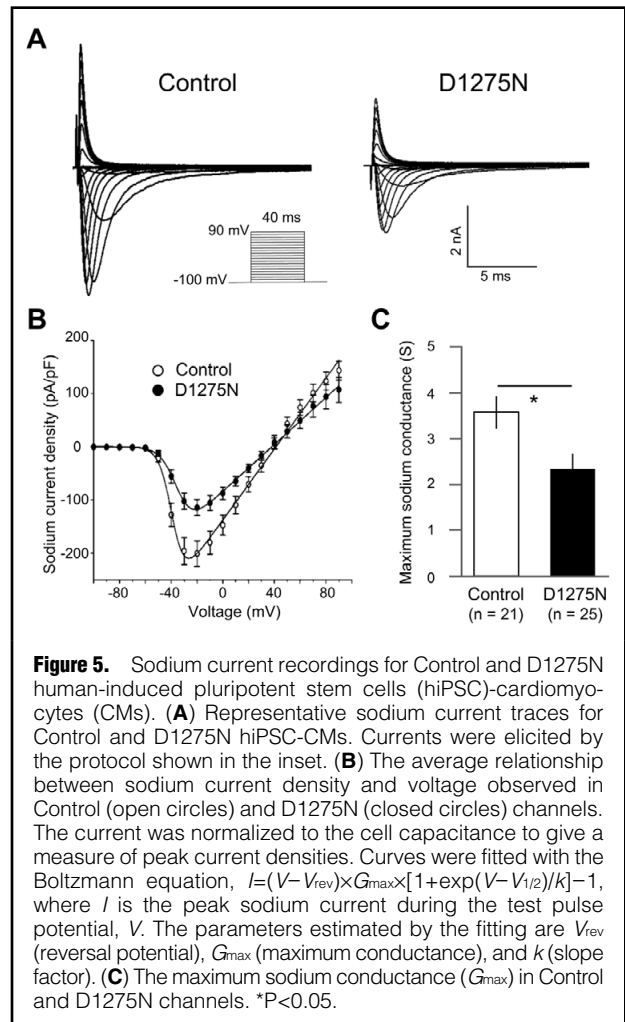 A
Control
D1275N
40 ms
90 mV
-100 mV
2 nA
5 ms
B
Sodium current density (pA/pF)
200
100
0
-100
-200
Control
D1275N
-80
-40
0
40
80
Voltage (mV)
C
Maximum sodium conductance (S)
5
4
3
2
1
0
*
Control
D1275N
(n = 21)
(n = 25)
Figure 5. Sodium current recordings for Control and D1275N
human-induced pluripotent stem cells (hiPSC)-cardiomyo-
cytes (CMs). (A) Representative sodium current traces for
Control and D1275N hiPSC-CMs. Currents were elicited by
the protocol shown in the inset. (B) The average relationship
between sodium current density and voltage observed in
Control (open circles) and D1275N (closed circles) channels.
The current was normalized to the cell capacitance to give a
measure of peak current densities. Curves were fitted with the
Boltzmann equation, I=(V−Vrev)×Gmax×[1+exp(V−V1/2)/k]−1,
where I is the peak sodium current during the test pulse
potential, V. The parameters estimated by the fitting are Vrev
(reversal potential), Gmax (maximum conductance), and k (slope
factor). (C) The maximum sodium conductance (Gmax) in Control
and D1275N channels. *P<0.05.